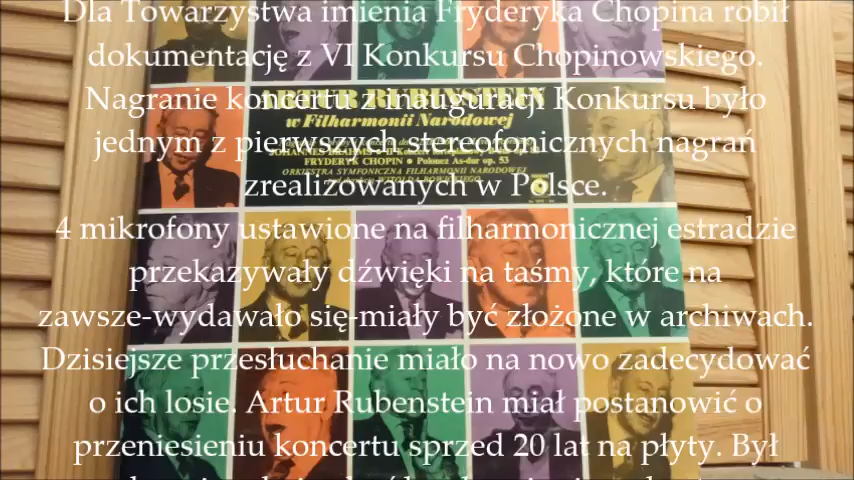 Dla Towarzystwa imienia Fryderyka Chopina robił
dokumentację z VI Konkursu Chopinowskiego.
Nagranie koncertu z inauguracji Konkursu było
jednym z pierwszych stereofonicznych nagrań
zrealizowanych w Polsce.
4 mikrofony ustawione na filharmonicznej estradzie
przekazywały dźwięki na taśmy, które na
zawsze-wydawało się-miały być złożone w archiwach.
Dzisiejsze przesłuchanie miało na nowo zadecydować
o ich losie. Artur Rubenstein miał postanowić o
przeniesieniu koncertu sprzed 20 lat na płyty. Był
ARTUR RUBINSTEIN
w Filharmonii Narodowej
JOHANNES BRAHMS
FRYDERYK CHOPIN • Polonez As-dur op. 53
ORKIESTRA SYMFONICZNA FILHARMONII NARODOWEJ